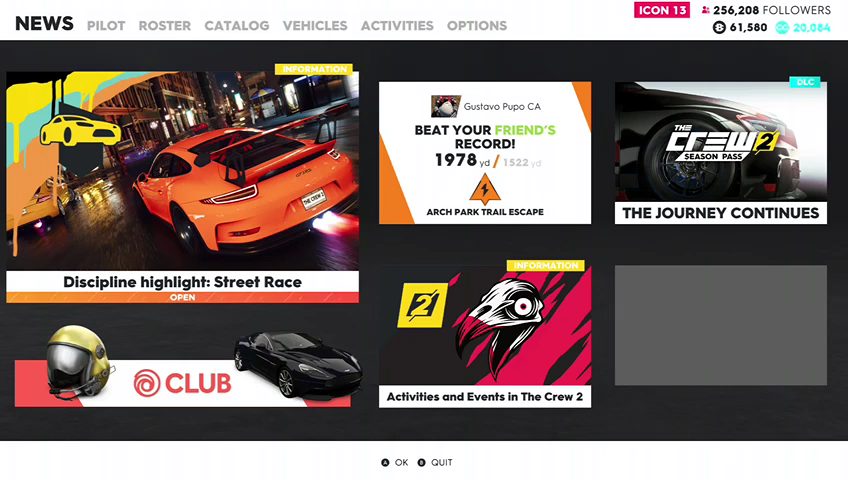 NEWS PILOT ROSTER CATALOG VEHICLES ACTIVITIES OPTIONS
ICON 13 256,208 FOLLOWERS
61,580 20,084
INFORMATION
THE CREW 2
Discipline highlight: Street Race
OPEN
CLUB
Gustavo Pupo CA
BEAT YOUR FRIEND'S
RECORD!
1978 yd / 1522 yd
ARCH PARK TRAIL ESCAPE
DLC
THE
CREW 2
SEASON PASS
THE JOURNEY CONTINUES
INFORMATION
Activities and Events in The Crew 2
A OK B QUIT